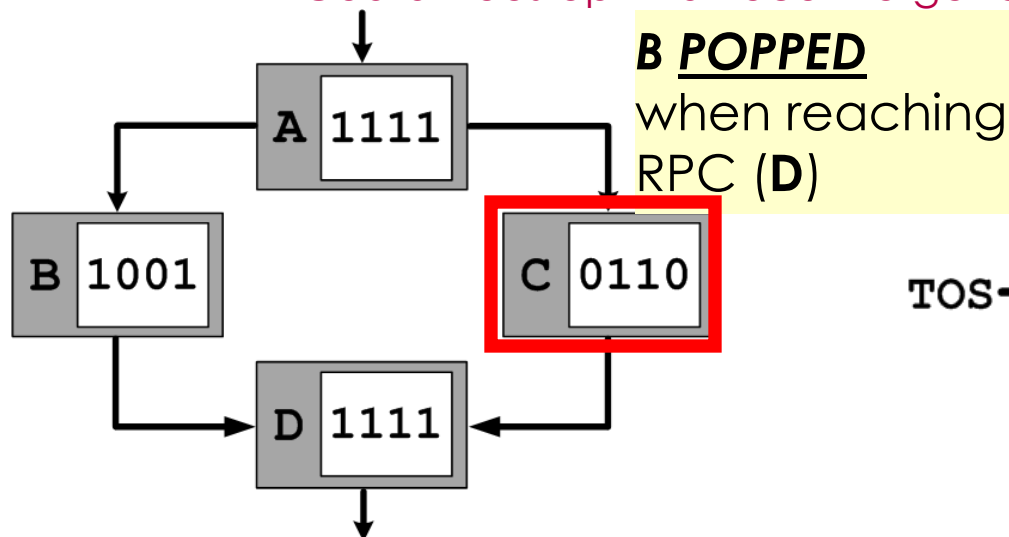 B POPPED
when reaching
RPC (D)
A 1111
B 1001
C 0110
TOS
D 1111